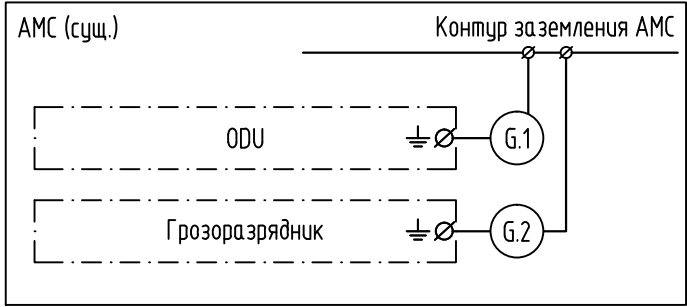 АМС (сущ.)
Контур заземления АМС
ODU
G.1
Грозоразрядник
G.2